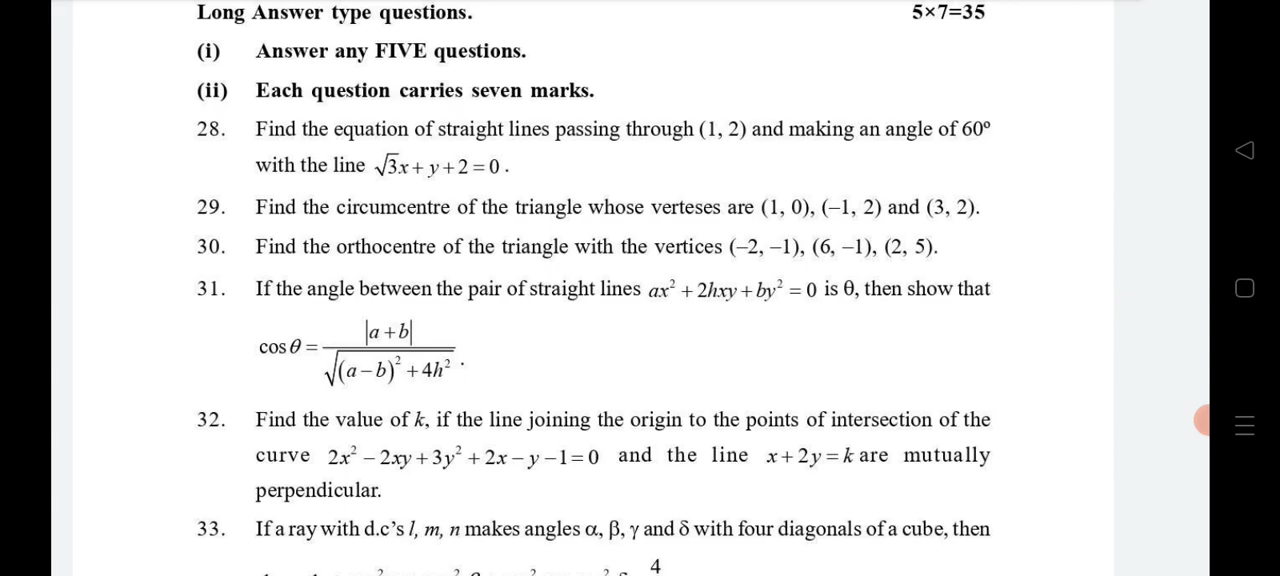 Long Answer type questions. 5×7=35
(i) Answer any FIVE questions.
(ii) Each question carries seven marks.
28. Find the equation of straight lines passing through (1, 2) and making an angle of 60º
with the line √3x + y + 2 = 0 .
29. Find the circumcentre of the triangle whose verteses are (1, 0), (–1, 2) and (3, 2).
30. Find the orthocentre of the triangle with the vertices (–2, –1), (6, –1), (2, 5).
31. If the angle between the pair of straight lines ax² + 2hxy + by² = 0 is θ, then show that
cos θ = |a + b| / √((a – b)² + 4h²) .
32. Find the value of k, if the line joining the origin to the points of intersection of the
curve 2x² – 2xy + 3y² + 2x – y – 1 = 0 and the line x + 2y = k are mutually
perpendicular.
33. If a ray with d.c's l, m, n makes angles α, β, γ and δ with four diagonals of a cube, then
4